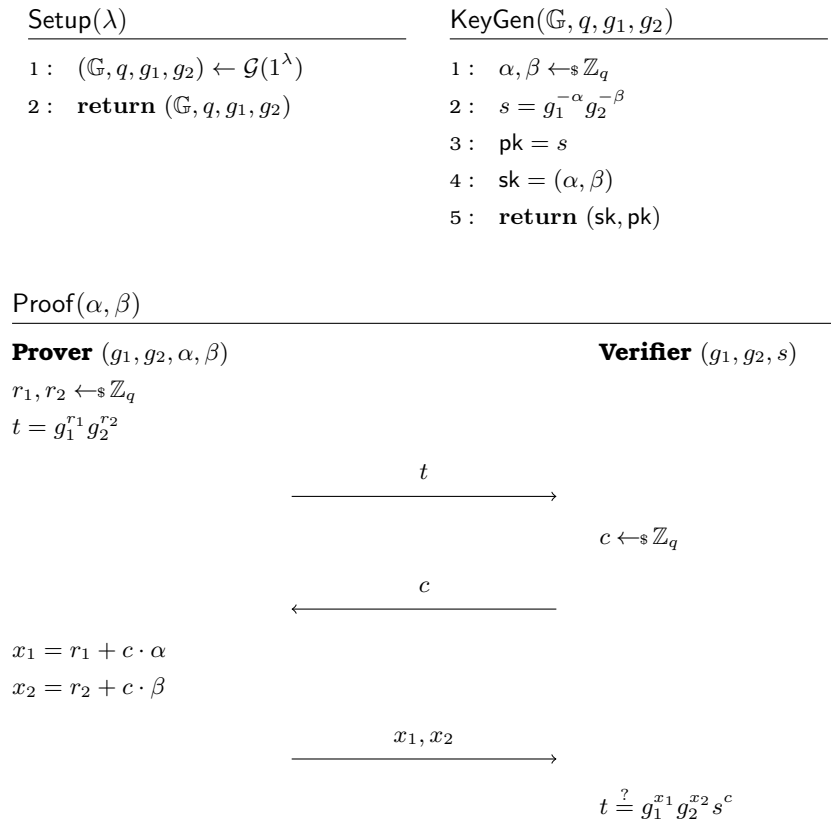 Setup(λ)
1 : (𝔾, q, g₁, g₂) ← 𝒢(1^λ)
2 : return (𝔾, q, g₁, g₂)
KeyGen(𝔾, q, g₁, g₂)
1 : α, β ←$ ℤ_q
2 : s = g₁^{−α} g₂^{−β}
3 : pk = s
4 : sk = (α, β)
5 : return (sk, pk)
Proof(α, β)
Prover (g₁, g₂, α, β) Verifier (g₁, g₂, s)
r₁, r₂ ←$ ℤ_q
t = g₁^{r₁} g₂^{r₂}
t
c ←$ ℤ_q
c
x₁ = r₁ + c · α
x₂ = r₂ + c · β
x₁, x₂
t ≟ g₁^{x₁} g₂^{x₂} s^c